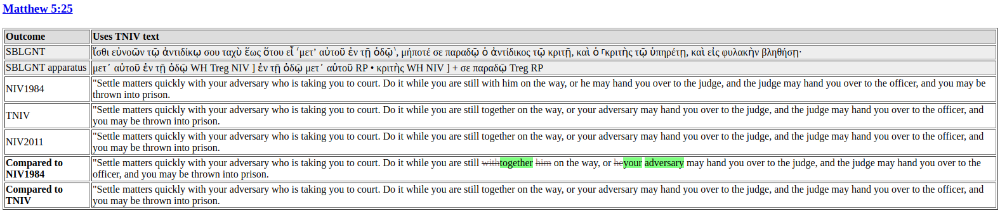 Matthew 5:25
Outcome Uses TNIV text
SBLGNT ἴσθι εὐνοῶν τῷ ἀντιδίκῳ σου ταχὺ ἕως ὅτου εἶ ⸂μετ’ αὐτοῦ ἐν τῇ ὁδῷ⸃, μήποτέ σε παραδῷ ὁ ἀντίδικος τῷ κριτῇ, καὶ ὁ ⸀κριτὴς τῷ ὑπηρέτῃ, καὶ εἰς φυλακὴν βληθήσῃ·
SBLGNT apparatus μετ᾽ αὐτοῦ ἐν τῇ ὁδῷ WH Treg NIV ] ἐν τῇ ὁδῷ μετ᾽ αὐτοῦ RP • κριτὴς WH NIV ] + σε παραδῷ Treg RP
NIV1984 "Settle matters quickly with your adversary who is taking you to court. Do it while you are still with him on the way, or he may hand you over to the judge, and the judge may hand you over to the officer, and you may be
thrown into prison.
TNIV "Settle matters quickly with your adversary who is taking you to court. Do it while you are still together on the way, or your adversary may hand you over to the judge, and the judge may hand you over to the officer, and
you may be thrown into prison.
NIV2011 "Settle matters quickly with your adversary who is taking you to court. Do it while you are still together on the way, or your adversary may hand you over to the judge, and the judge may hand you over to the officer, and
you may be thrown into prison.
Compared to "Settle matters quickly with your adversary who is taking you to court. Do it while you are still withtogether him on the way, or heyour adversary may hand you over to the judge, and the judge may hand you over to the
NIV1984 officer, and you may be thrown into prison.
Compared to "Settle matters quickly with your adversary who is taking you to court. Do it while you are still together on the way, or your adversary may hand you over to the judge, and the judge may hand you over to the officer, and
TNIV you may be thrown into prison.